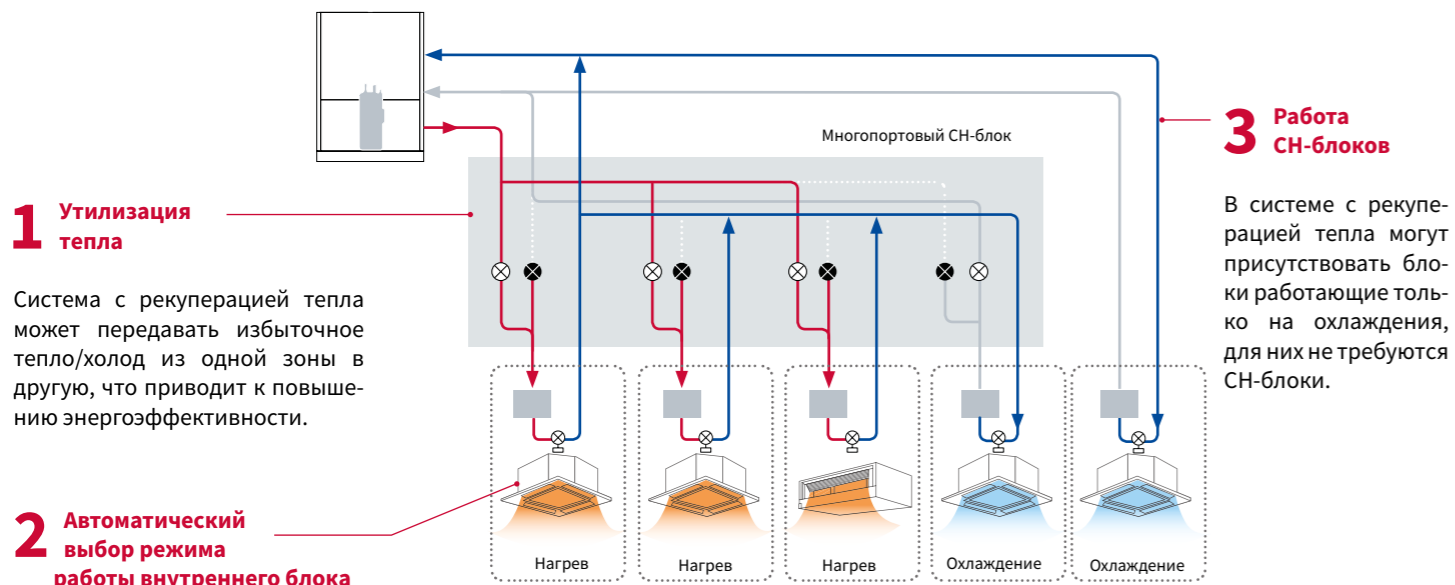 Многопортовый CH-блок
1 Утилизация
тепла
Система с рекуперацией тепла
может передавать избыточное
тепло/холод из одной зоны в
другую, что приводит к повыше-
нию энергоэффективности.
2 Автоматический
выбор режима
работы внутреннего блока
3 Работа
CH-блоков
В системе с рекупе-
рацией тепла могут
присутствовать бло-
ки работающие толь-
ко на охлаждения,
для них не требуются
CH-блоки.
Нагрев
Нагрев
Нагрев
Охлаждение
Охлаждение